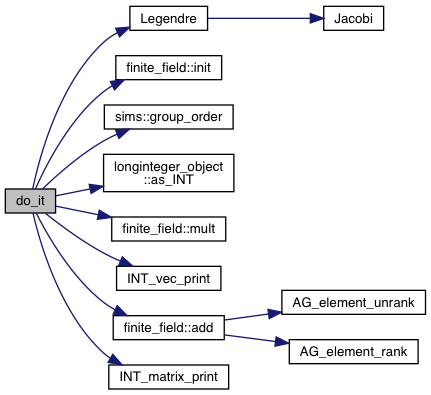 Legendre
Jacobi
finite_field::init
sims::group_order
longinteger_object
::as_INT
do_it
finite_field::mult
INT_vec_print
AG_element_unrank
finite_field::add
AG_element_rank
INT_matrix_print